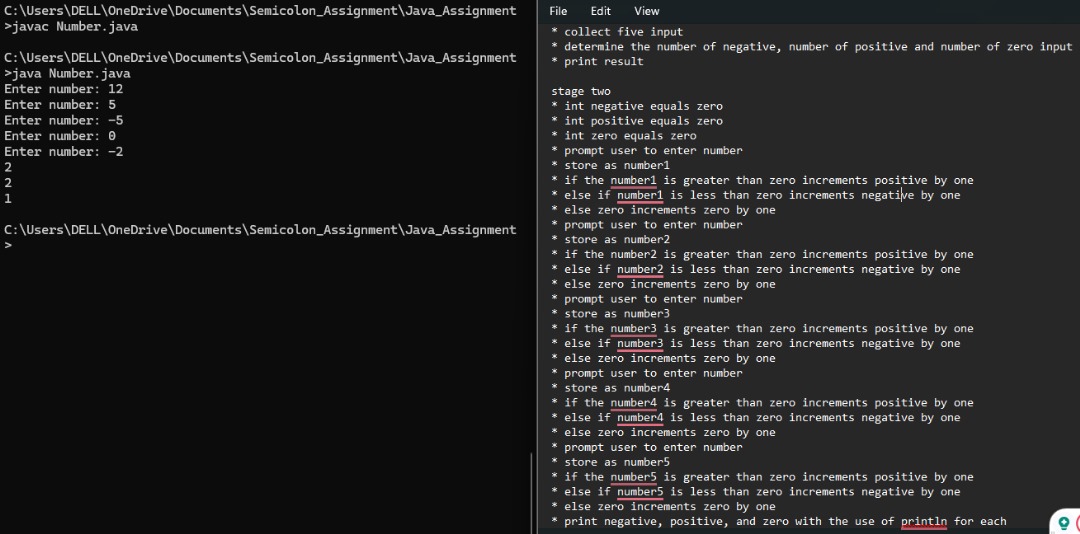 C:\Users\DELL\OneDrive\Documents\Semicolon_Assignment\Java_Assignment
>javac Number.java
C:\Users\DELL\OneDrive\Documents\Semicolon_Assignment\Java_Assignment
>java Number.java
Enter number: 12
Enter number: 5
Enter number: -5
Enter number: 0
Enter number: -2
2
2
1
C:\Users\DELL\OneDrive\Documents\Semicolon_Assignment\Java_Assignment
>
File Edit View
* collect five input
* determine the number of negative, number of positive and number of zero input
* print result
stage two
* int negative equals zero
* int positive equals zero
* int zero equals zero
* prompt user to enter number
* store as number1
* if the number1 is greater than zero increments positive by one
* else if number1 is less than zero increments negative by one
* else zero increments zero by one
* prompt user to enter number
* store as number2
* if the number2 is greater than zero increments positive by one
* else if number2 is less than zero increments negative by one
* else zero increments zero by one
* prompt user to enter number
* store as number3
* if the number3 is greater than zero increments positive by one
* else if number3 is less than zero increments negative by one
* else zero increments zero by one
* prompt user to enter number
* store as number4
* if the number4 is greater than zero increments positive by one
* else if number4 is less than zero increments negative by one
* else zero increments zero by one
* prompt user to enter number
* store as number5
* if the number5 is greater than zero increments positive by one
* else if number5 is less than zero increments negative by one
* else zero increments zero by one
* print negative, positive, and zero with the use of println for each